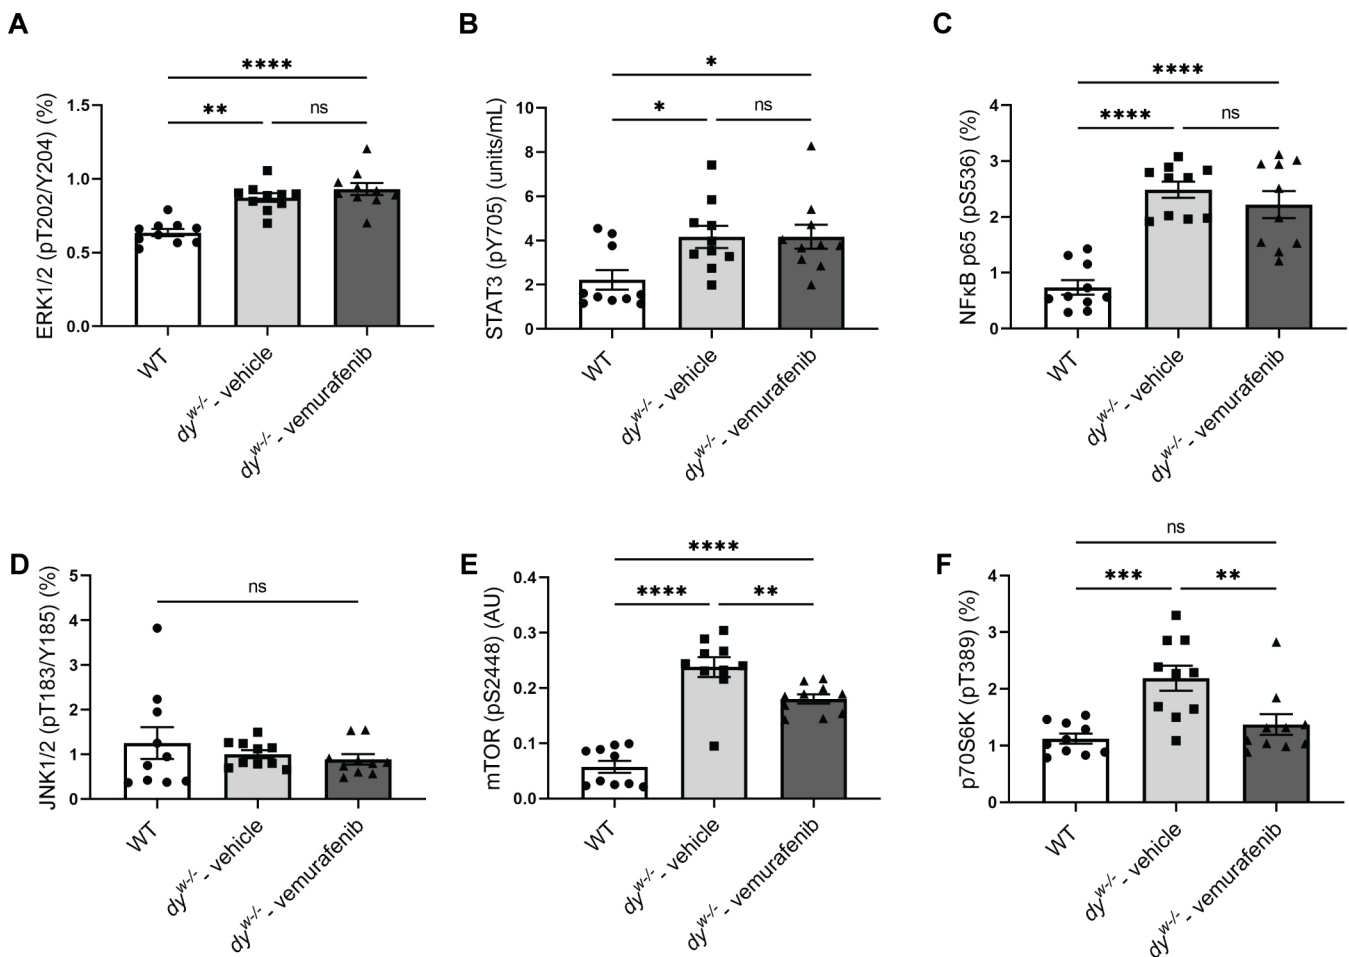 A
ERK1/2 (pT202/Y204) (%)
****
**
ns
1.5
1.0
0.5
0.0
WT
dyw-/- - vehicle
dyw-/- - vemurafenib
B
STAT3 (pY705) (units/mL)
*
*
ns
10
8
6
4
2
0
WT
dyw-/- - vehicle
dyw-/- - vemurafenib
C
NFκB p65 (pS536) (%)
****
****
ns
4
3
2
1
0
WT
dyw-/- - vehicle
dyw-/- - vemurafenib
D
JNK1/2 (pT183/Y185) (%)
ns
5
4
3
2
1
0
WT
dyw-/- - vehicle
dyw-/- - vemurafenib
E
mTOR (pS2448) (AU)
****
****
**
0.4
0.3
0.2
0.1
0.0
WT
dyw-/- - vehicle
dyw-/- - vemurafenib
F
p70S6K (pT389) (%)
ns
***
**
4
3
2
1
0
WT
dyw-/- - vehicle
dyw-/- - vemurafenib